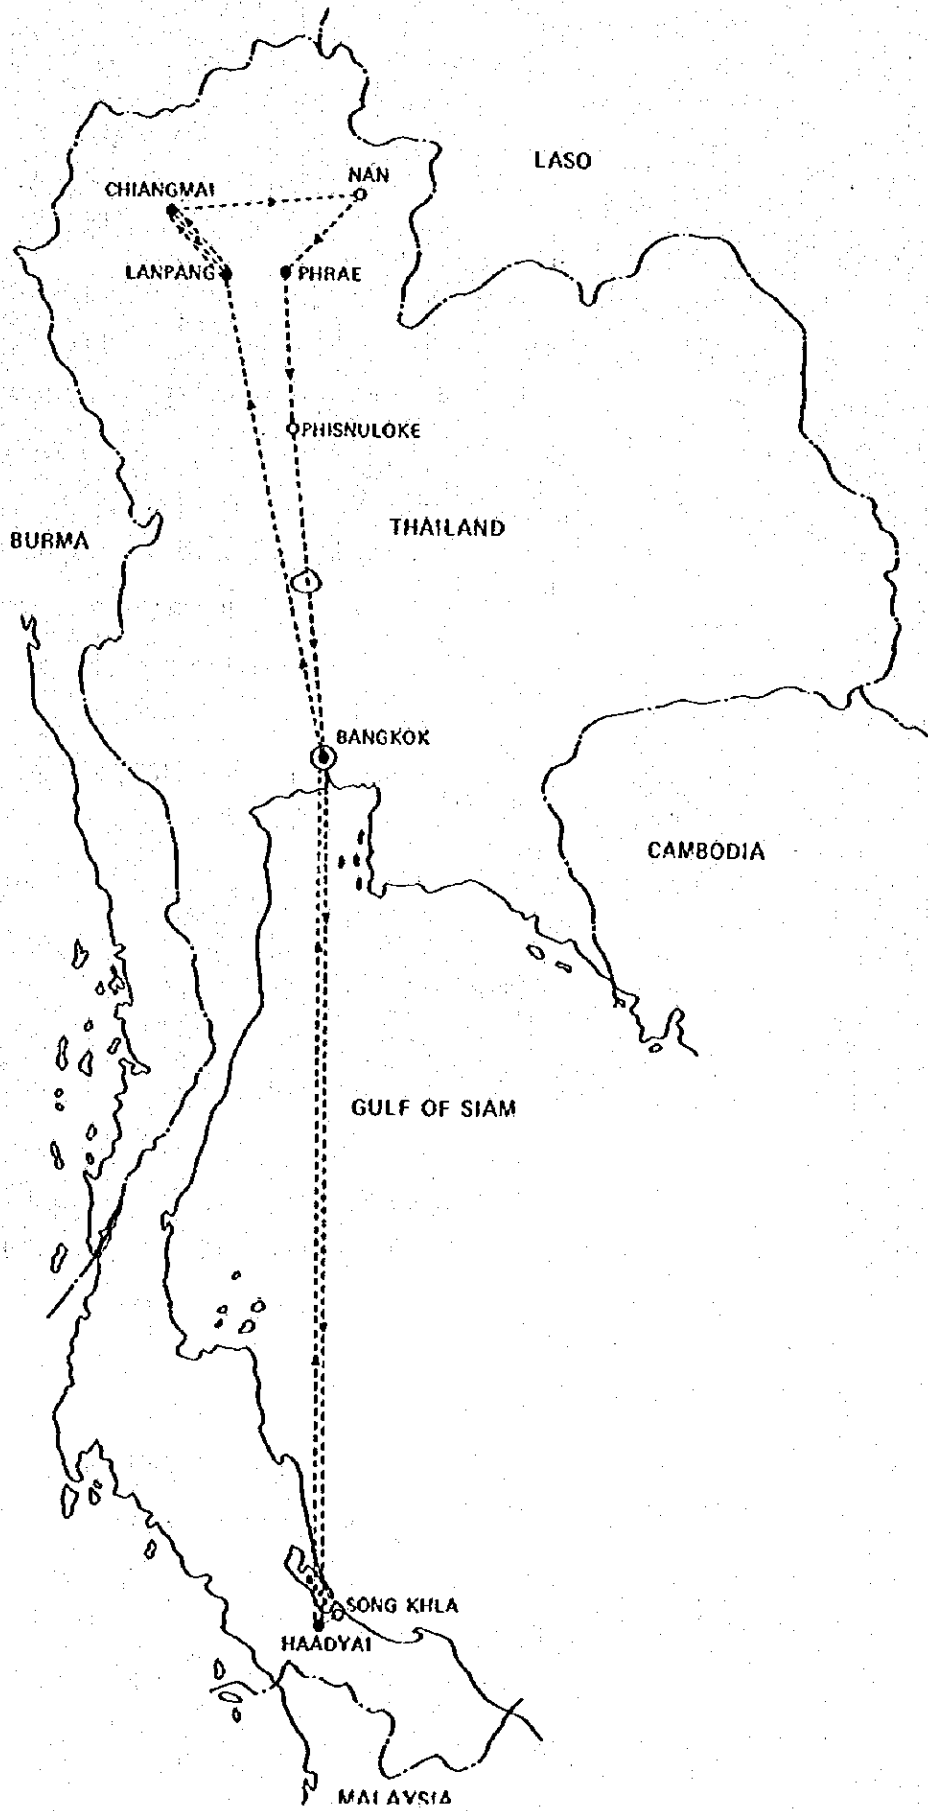 LASO
NAN
CHIANGMAI
LANPANG
PHRAE
PHISNULOKE
THAILAND
BURMA
BANGKOK
CAMBODIA
GULF OF SIAM
SONG KHLA
HAADYAI
MALAYSIA